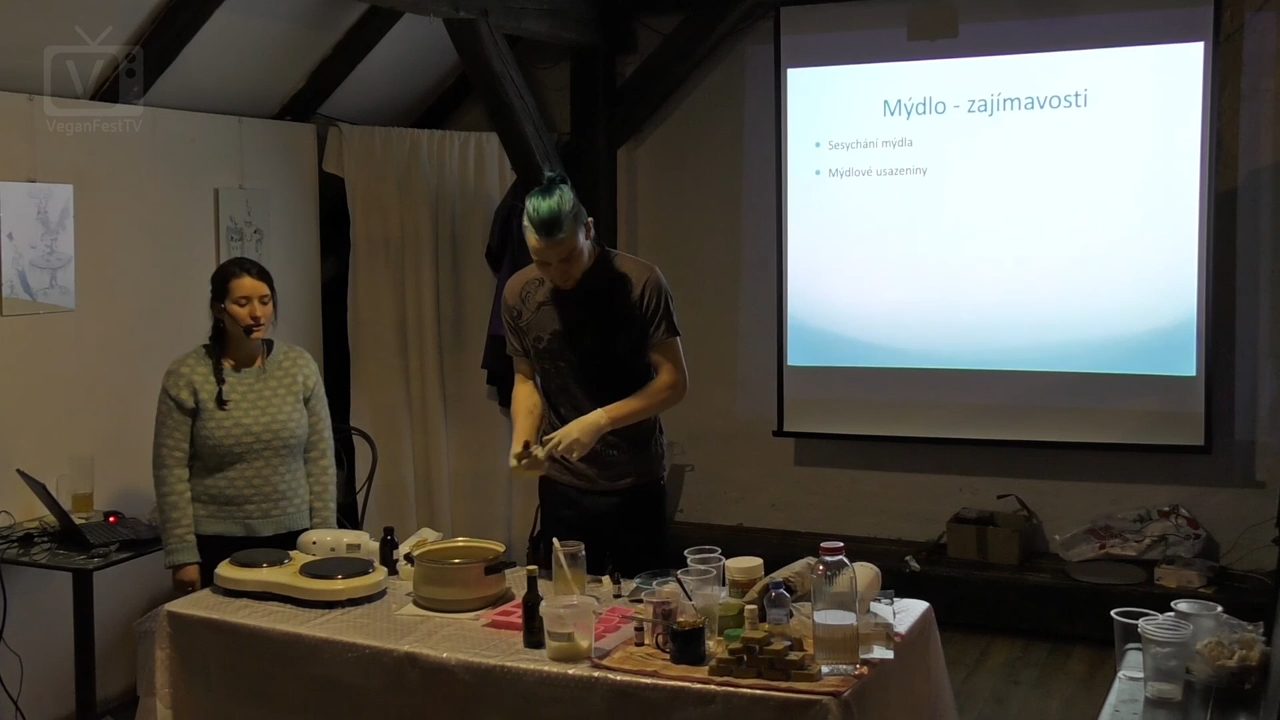 V
VeganFestTV
Mýdlo - zajímavosti
Sesychání mýdla
Mýdlové usazeniny